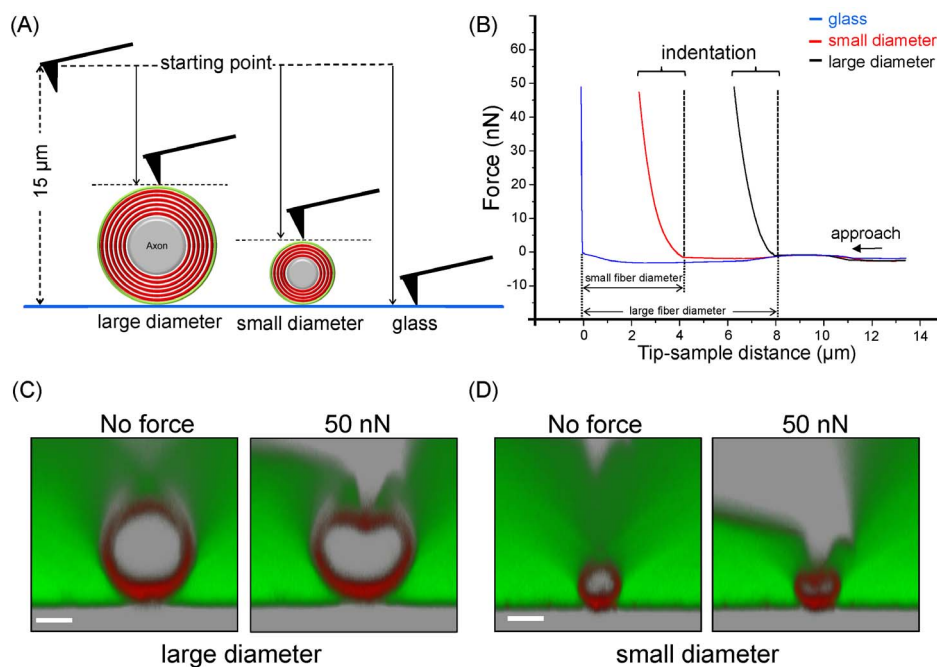 (A)
starting point
15 µm
Axon
large diameter
small diameter
glass
(B)
glass
small diameter
large diameter
indentation
approach
small fiber diameter
large fiber diameter
Force (nN)
60
50
40
30
20
10
0
-10
0 2 4 6 8 10 12 14
Tip-sample distance (µm)
(C)
No force
50 nN
large diameter
(D)
No force
50 nN
small diameter